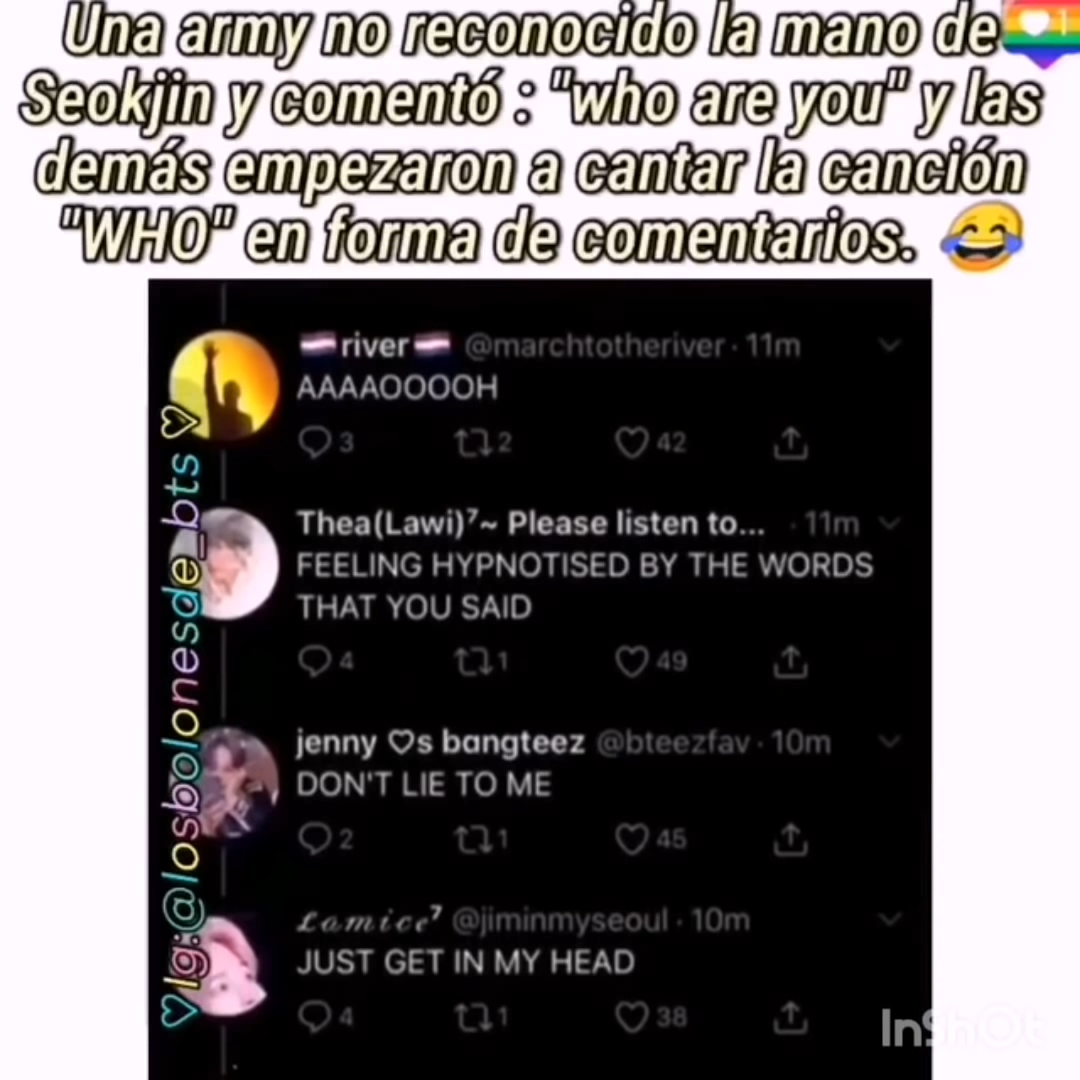 Una army no reconocido la mano de
Seokjin y comentó : "who are you" y las
demás empezaron a cantar la canción
"WHO" en forma de comentarios. 😂
1
river @marchtotheriver · 11m
AAAAOOOOH
3 2 42
Thea(Lawi)⁷~ Please listen to... · 11m
FEELING HYPNOTISED BY THE WORDS
THAT YOU SAID
4 1 49
jenny ♡s bangteez @bteezfav · 10m
DON'T LIE TO ME
2 1 45
𝓛𝓪𝓶𝓲𝓬𝓮⁷ @jiminmyseoul · 10m
JUST GET IN MY HEAD
4 1 38
♡Ig:@losbolonesde_bts♡
InShOt